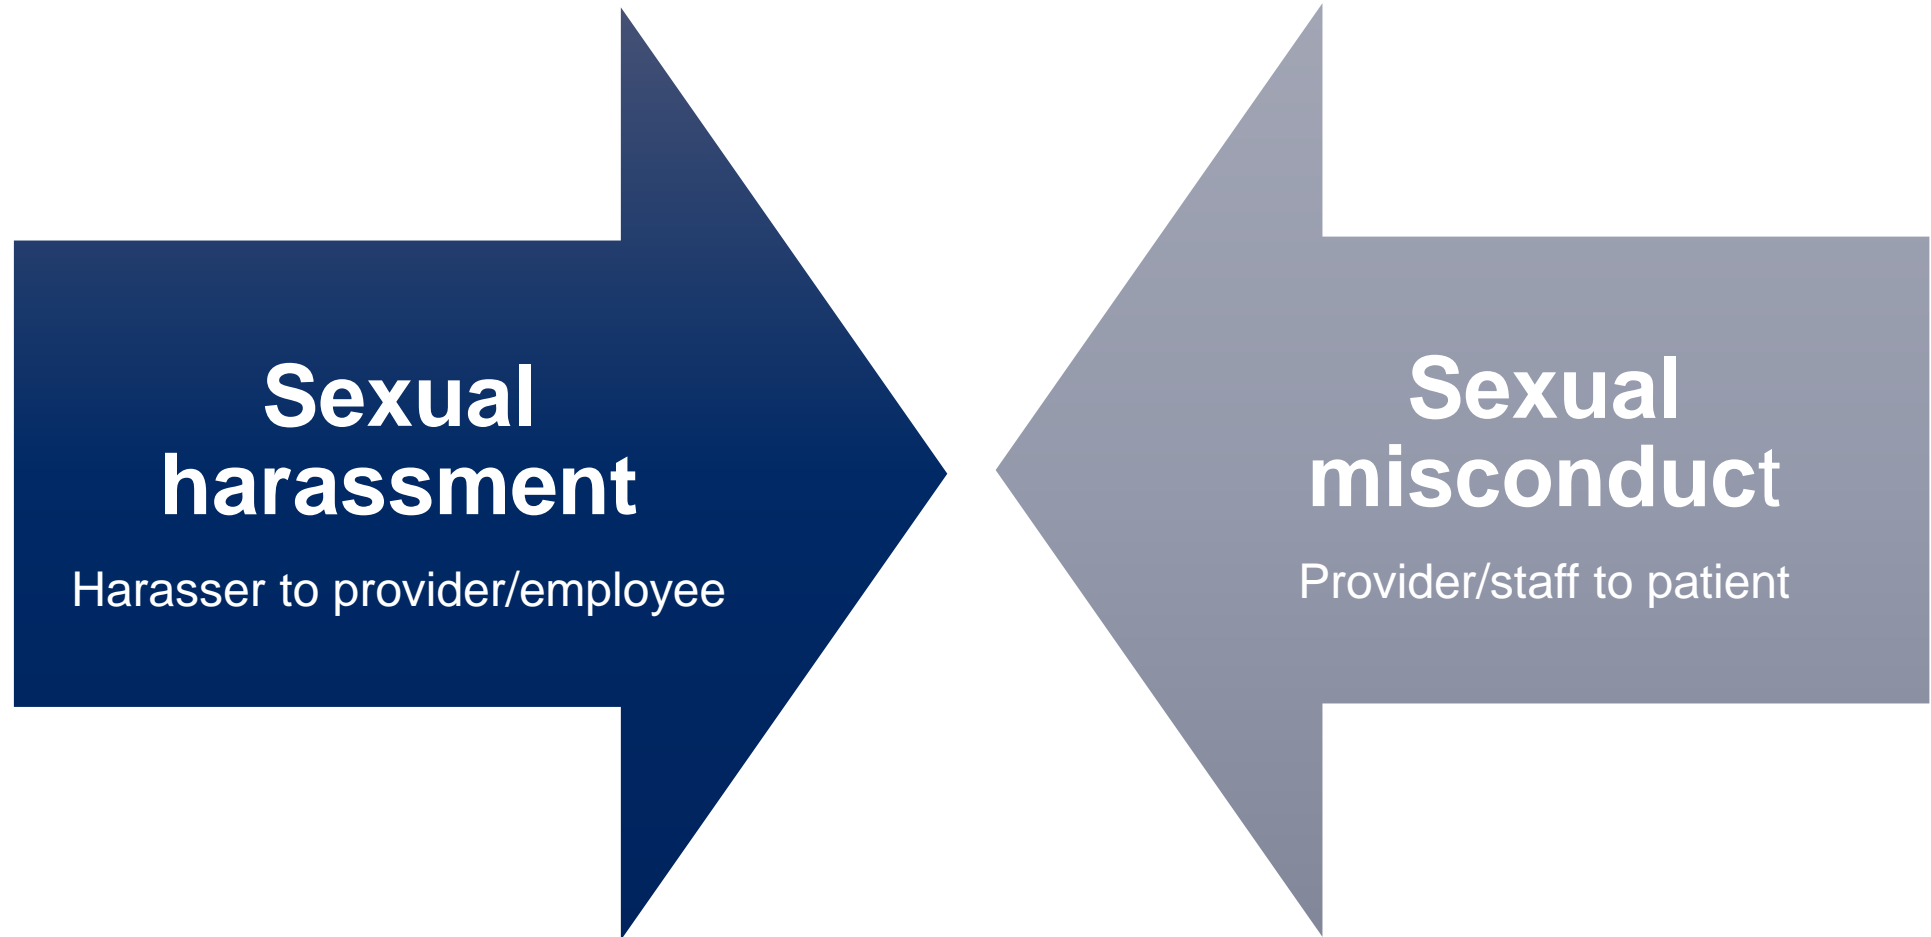 Sexual
harassment
Harasser to provider/employee
Sexual
misconduct
Provider/staff to patient